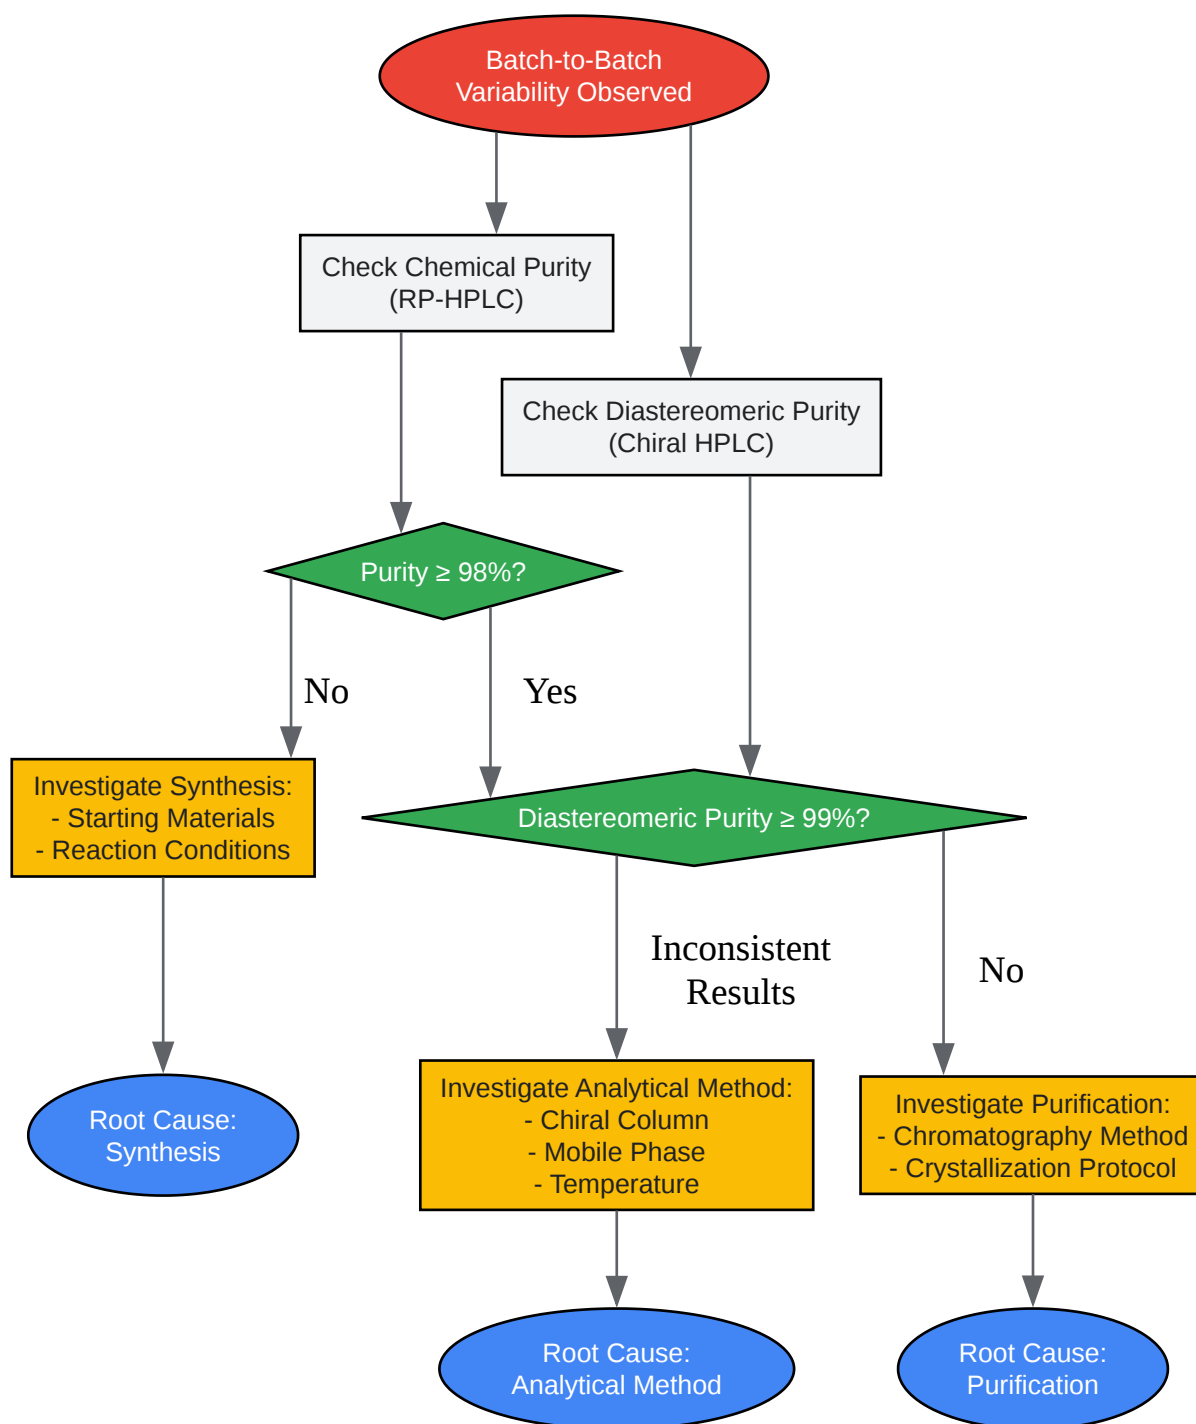 Batch-to-Batch
Variability Observed
Check Chemical Purity
(RP-HPLC)
Check Diastereomeric Purity
(Chiral HPLC)
Purity ≥ 98%?
No
Yes
Investigate Synthesis:
- Starting Materials
- Reaction Conditions
Diastereomeric Purity ≥ 99%?
Inconsistent
Results
No
Root Cause:
Synthesis
Investigate Analytical Method:
- Chiral Column
- Mobile Phase
- Temperature
Investigate Purification:
- Chromatography Method
- Crystallization Protocol
Root Cause:
Analytical Method
Root Cause:
Purification